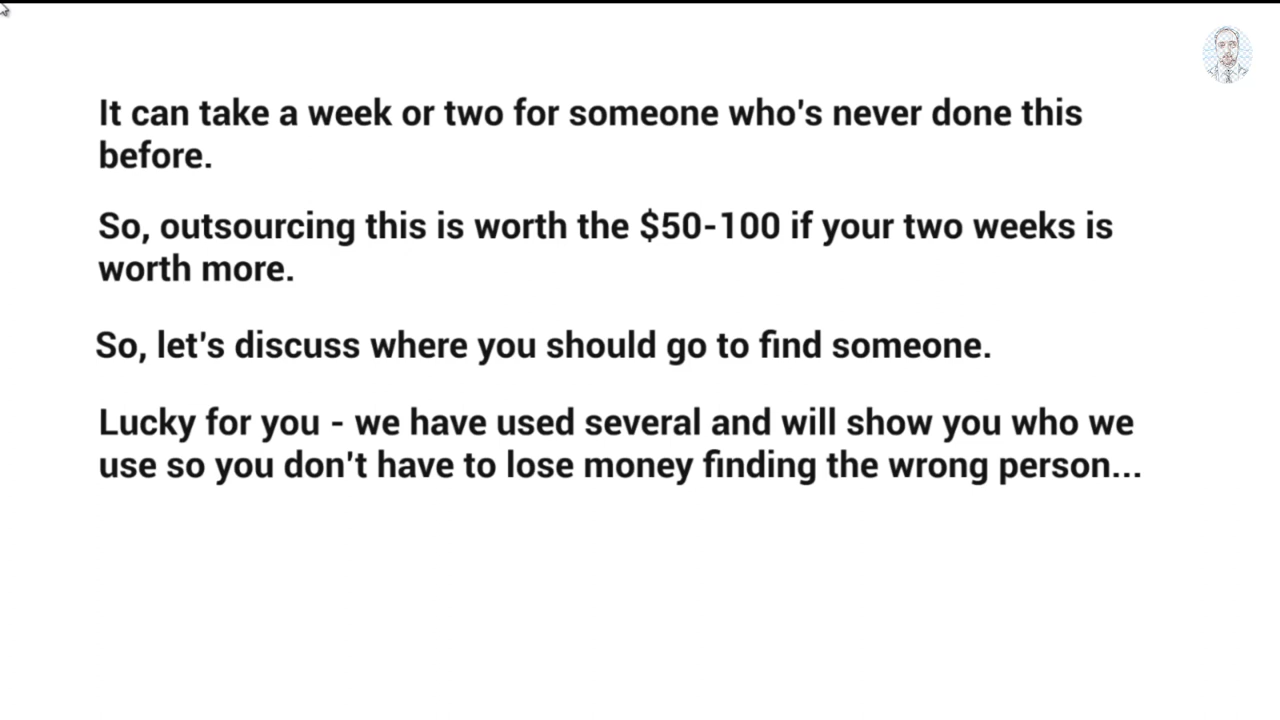 It can take a week or two for someone who's never done this
before.
So, outsourcing this is worth the $50-100 if your two weeks is
worth more.
So, let's discuss where you should go to find someone.
Lucky for you - we have used several and will show you who we
use so you don't have to lose money finding the wrong person...